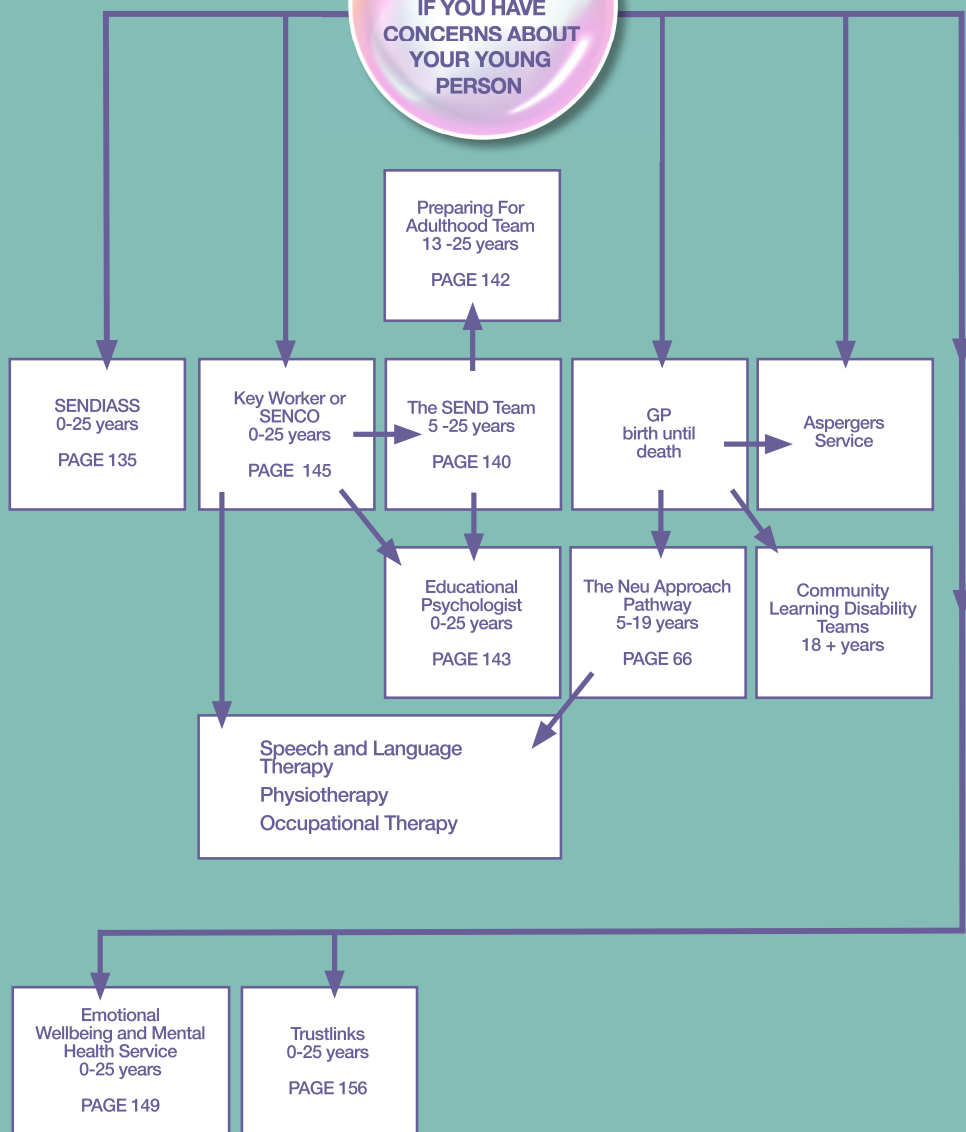 IF YOU HAVE
CONCERNS ABOUT
YOUR YOUNG
PERSON
Preparing For
Adulthood Team
13 -25 years
PAGE 142
SENDIASS
0-25 years
PAGE 135
Key Worker or
SENCO
0-25 years
PAGE  145
The SEND Team
5 -25 years
PAGE 140
GP
birth until
death
Aspergers
Service
Educational
Psychologist
0-25 years
PAGE 143
The Neu Approach
Pathway
5-19 years
PAGE 66
Community
Learning Disability
Teams
18 + years
Speech and Language
Therapy
Physiotherapy
Occupational Therapy
Emotional
Wellbeing and Mental
Health Service
0-25 years
PAGE 149
Trustlinks
0-25 years
PAGE 156